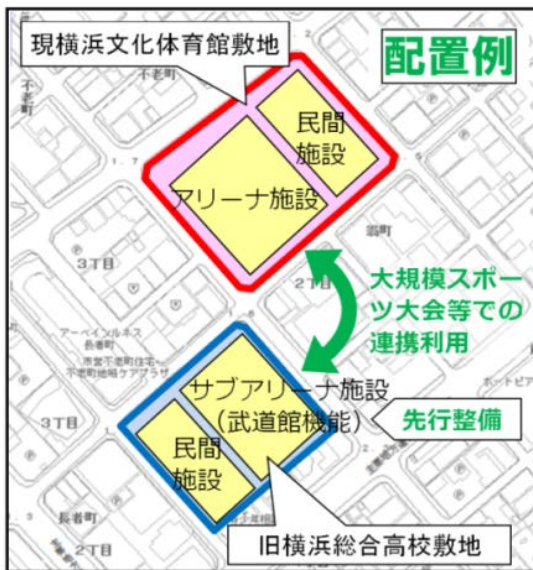 配置例
現横浜文化体育館敷地
不老町
不老町
民間
施設
アリーナ施設
翁町
3丁目
2丁目
大規模スポー
ツ大会等での
連携利用
アーベインルネス
長者町
市営不老町住宅
不老町地域ケアプラザ
サブアリーナ施設
(武道館機能)
先行整備
3丁目
民間
施設
長者町
2丁目
旧横浜総合高校敷地